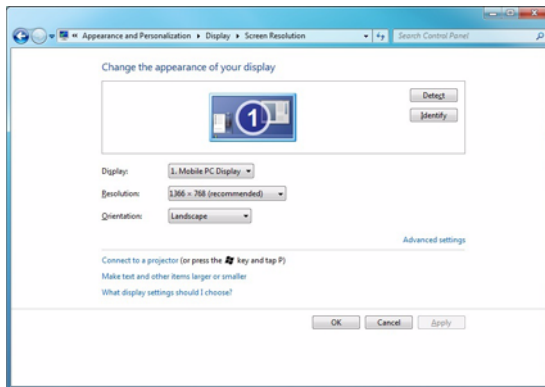 « Appearance and Personalization ▸ Display ▸ Screen Resolution
Search Control Panel
Change the appearance of your display
1
Detect
Identify
Display: 1. Mobile PC Display
Resolution: 1366 × 768 (recommended)
Orientation: Landscape
Advanced settings
Connect to a projector (or press the key and tap P)
Make text and other items larger or smaller
What display settings should I choose?
OK Cancel Apply